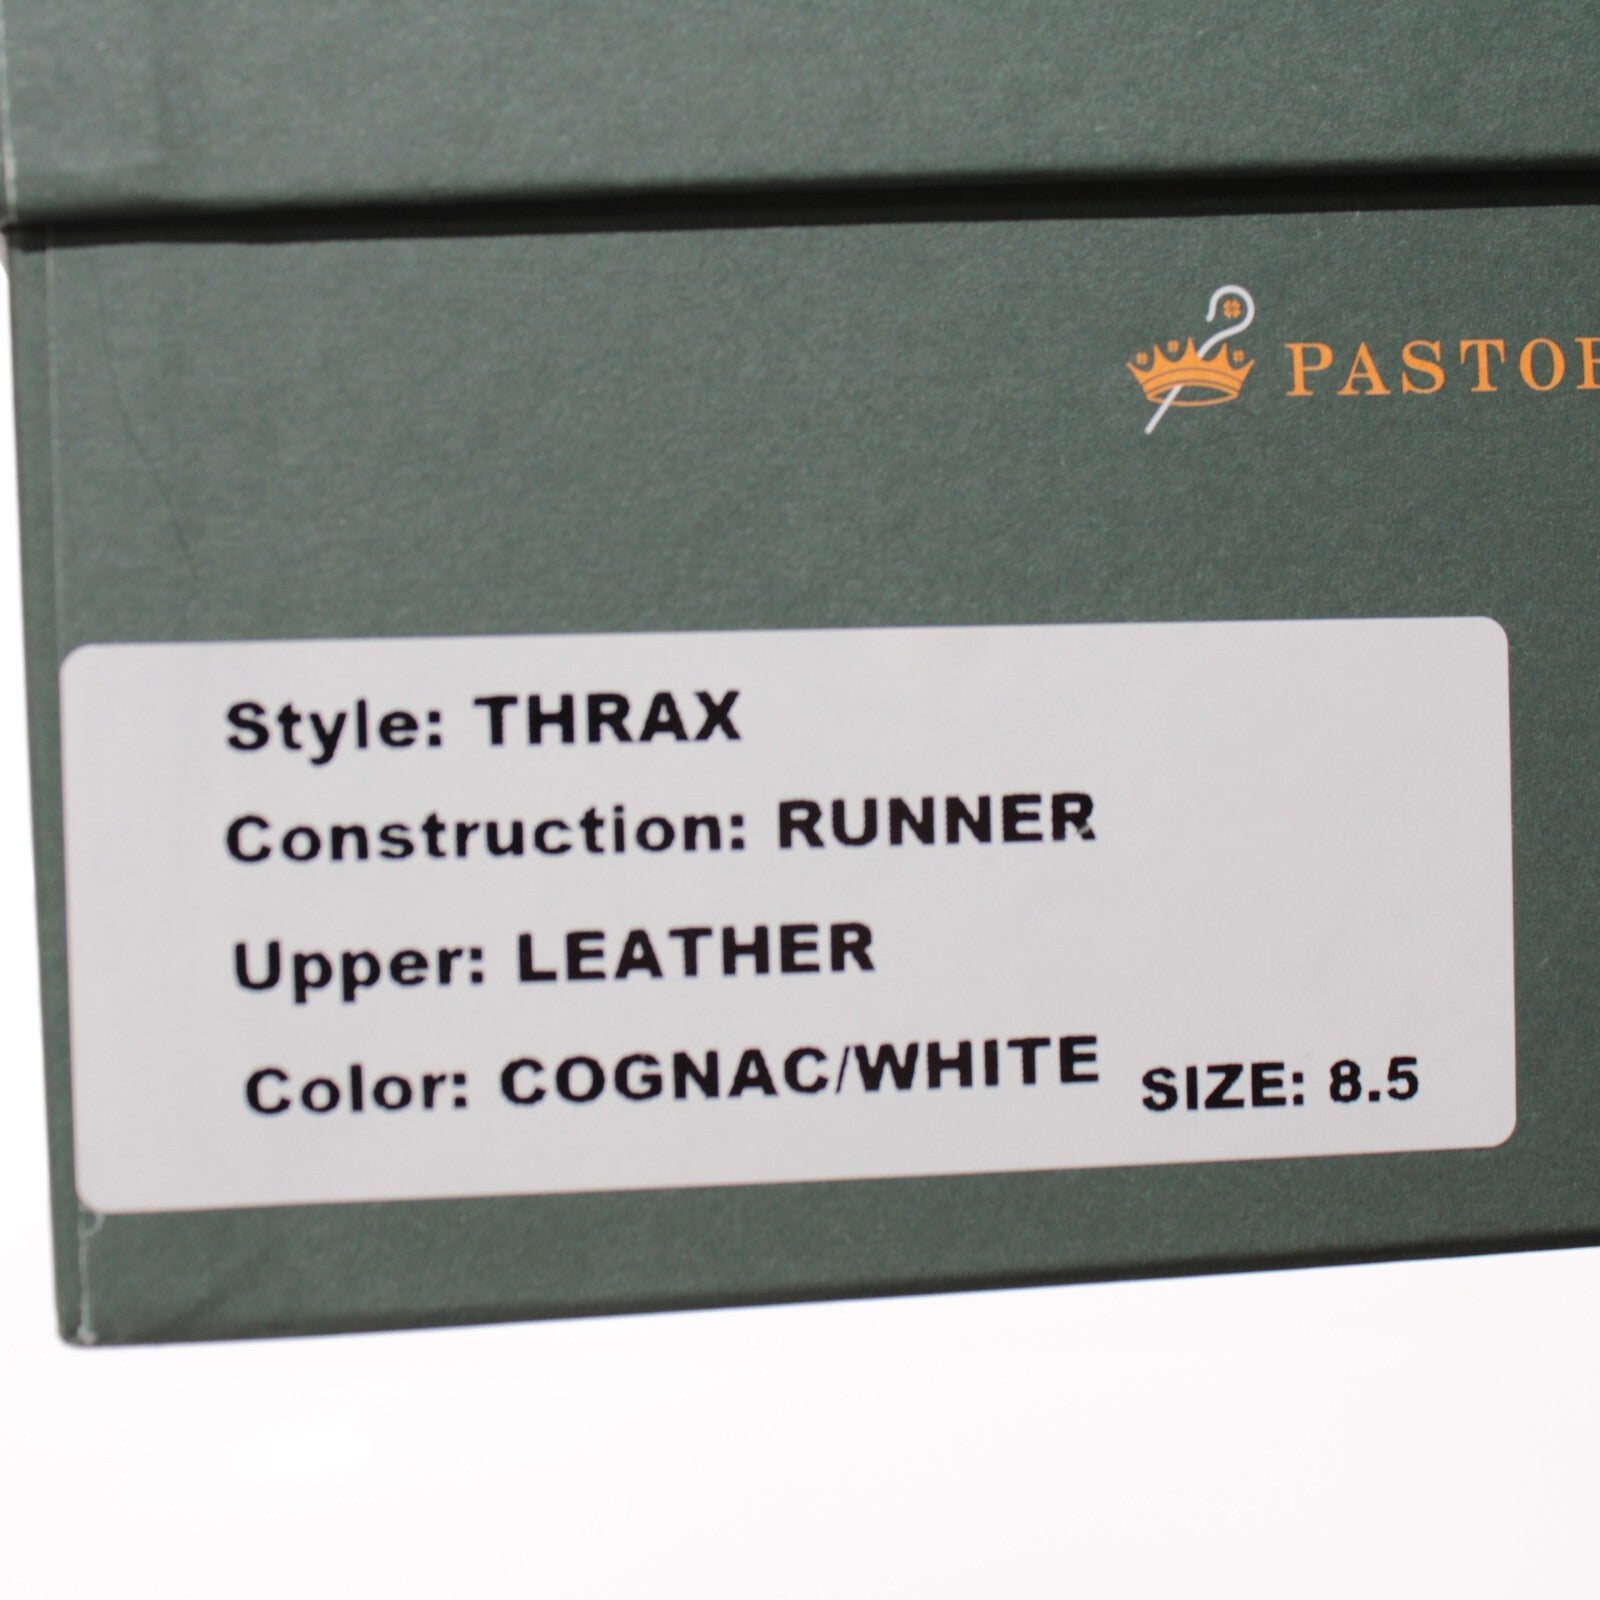 PASTOR
Style: THRAX
Construction: RUNNER
Upper: LEATHER
Color: COGNAC/WHITE SIZE: 8.5